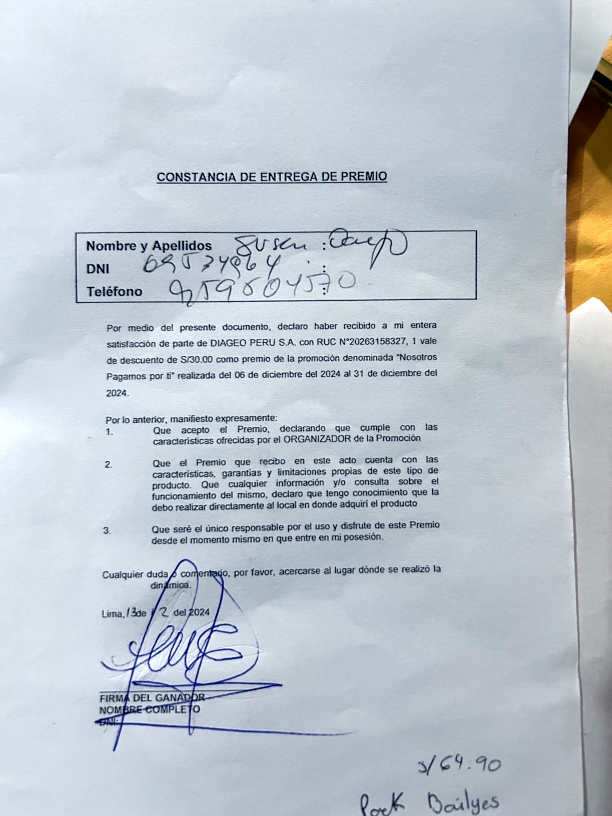 CONSTANCIA DE ENTREGA DE PREMIO
Nombre y Apellidos Susan :
DNI :
Teléfono 959604570 :
Por medio del presente documento, declaro haber recibido a mi entera
satisfacción de parte de DIAGEO PERU S.A. con RUC N°20263158327, 1 vale
de descuento de S/30.00 como premio de la promoción denominada "Nosotros
Pagamos por ti" realizada del 06 de diciembre del 2024 al 31 de diciembre del
2024.
Por lo anterior, manifiesto expresamente:
1. Que acepto el Premio, declarando que cumple con las
características ofrecidas por el ORGANIZADOR de la Promoción
2. Que el Premio que recibo en este acto cuenta con las
características, garantías y limitaciones propias de este tipo de
producto. Que cualquier información y/o consulta sobre el
funcionamiento del mismo, declaro que tengo conocimiento que la
debo realizar directamente al local en donde adquirí el producto
3. Que seré el único responsable por el uso y disfrute de este Premio
desde el momento mismo en que entre en mi posesión.
Cualquier duda o comentario, por favor, acercarse al lugar dónde se realizó la
dinámica.
Lima, 13 de 12 del 2024
FIRMA DEL GANADOR
NOMBRE COMPLETO
DNI:
S/64.90
Pack Bailyes